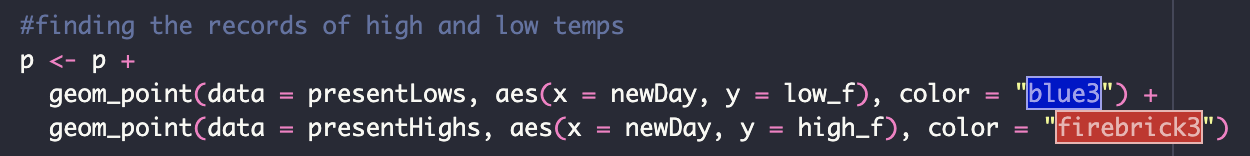 #finding the records of high and low temps
p <- p +
  geom_point(data = presentLows, aes(x = newDay, y = low_f), color = "blue3") +
  geom_point(data = presentHighs, aes(x = newDay, y = high_f), color = "firebrick3")